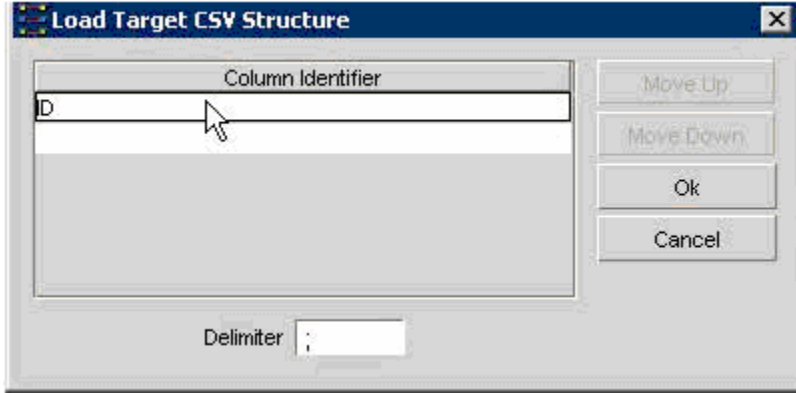 Load Target CSV Structure
Column Identifier
ID
Move Up
Move Down
Ok
Cancel
Delimiter ;